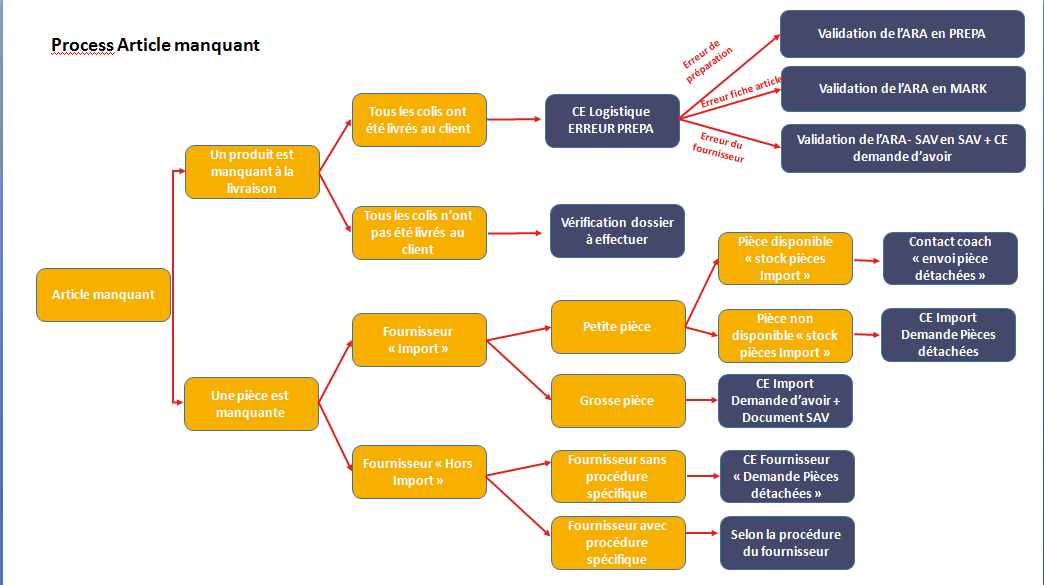 Process Article manquant
Article manquant
Un produit est
manquant à la
livraison
Tous les colis ont
été livrés au client
CE Logistique
ERREUR PREPA
Erreur de
préparation
Validation de l'ARA en PREPA
Erreur fiche article
Validation de l'ARA en MARK
Erreur du
fournisseur
Validation de l'ARA- SAV en SAV + CE
demande d'avoir
Tous les colis n'ont
pas été livrés au
client
Vérification dossier
à effectuer
Une pièce est
manquante
Fournisseur
« Import »
Petite pièce
Pièce disponible
« stock pièces
Import »
Contact coach
« envoi pièce
détachées »
Pièce non
disponible « stock
pièces Import »
CE Import
Demande Pièces
détachées
Grosse pièce
CE Import
Demande d'avoir +
Document SAV
Fournisseur « Hors
Import »
Fournisseur sans
procédure
spécifique
CE Fournisseur
« Demande Pièces
détachées »
Fournisseur avec
procédure
spécifique
Selon la procédure
du fournisseur